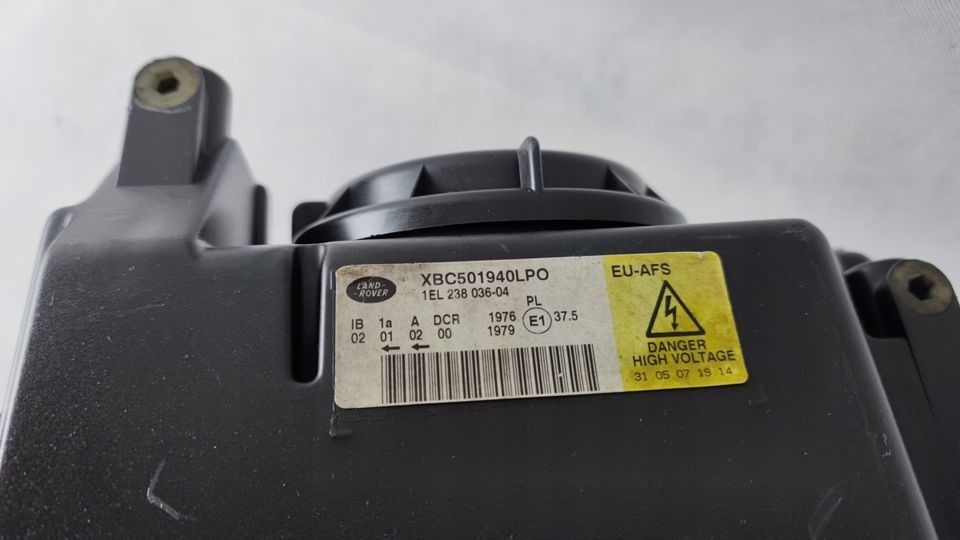 LAND-
ROVER
XBC501940LPO
1EL 238 036-04
PL
IB 1a A DCR 1976 E1 37.5
02 01 02 00 1979
← ←
EU-AFS
DANGER
HIGH VOLTAGE
31 05 07 19 14